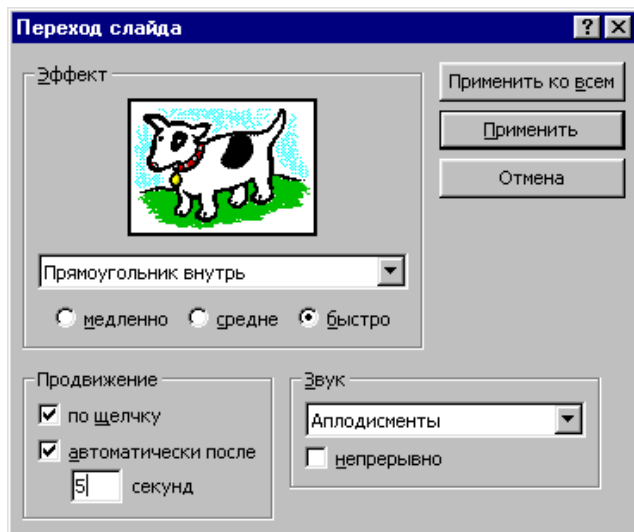 Переход слайда
Эффект
Прямоугольник внутрь
медленно средне быстро
Применить ко всем
Применить
Отмена
Продвижение
по щелчку
автоматически после
5 секунд
Звук
Аплодисменты
непрерывно